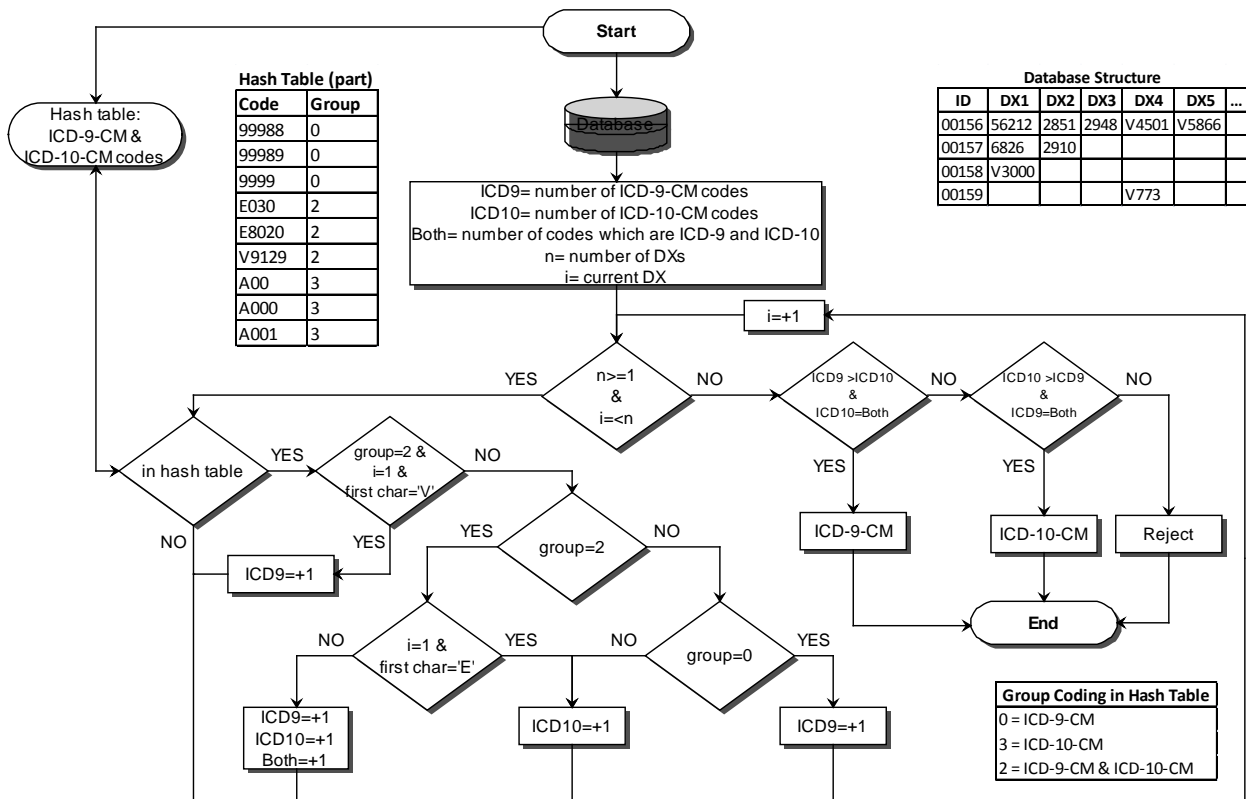 Start
Hash table:
ICD-9-CM &
ICD-10-CM codes
Hash Table (part)
Code Group
99988 0
99989 0
9999 0
E030 2
E8020 2
V9129 2
A00 3
A000 3
A001 3
Database
Database Structure
ID DX1 DX2 DX3 DX4 DX5 ...
00156 56212 2851 2948 V4501 V5866
00157 6826 2910
00158 V3000
00159 V773
ICD9= number of ICD-9-CM codes
ICD10= number of ICD-10-CM codes
Both= number of codes which are ICD-9 and ICD-10
n= number of DXs
i= current DX
i=+1
n>=1
&
i=<n
YES
NO
ICD9 >ICD10
&
ICD10=Both
NO
ICD10 >ICD9
&
ICD9=Both
NO
in hash table
YES
group=2 &
i=1 &
first char='V'
NO
YES
YES
ICD-9-CM
ICD-10-CM
Reject
NO
YES
ICD9=+1
YES
group=2
NO
End
NO
i=1 &
first char='E'
YES
NO
group=0
YES
ICD9=+1
ICD10=+1
Both=+1
ICD10=+1
ICD9=+1
Group Coding in Hash Table
0 = ICD-9-CM
3 = ICD-10-CM
2 = ICD-9-CM & ICD-10-CM